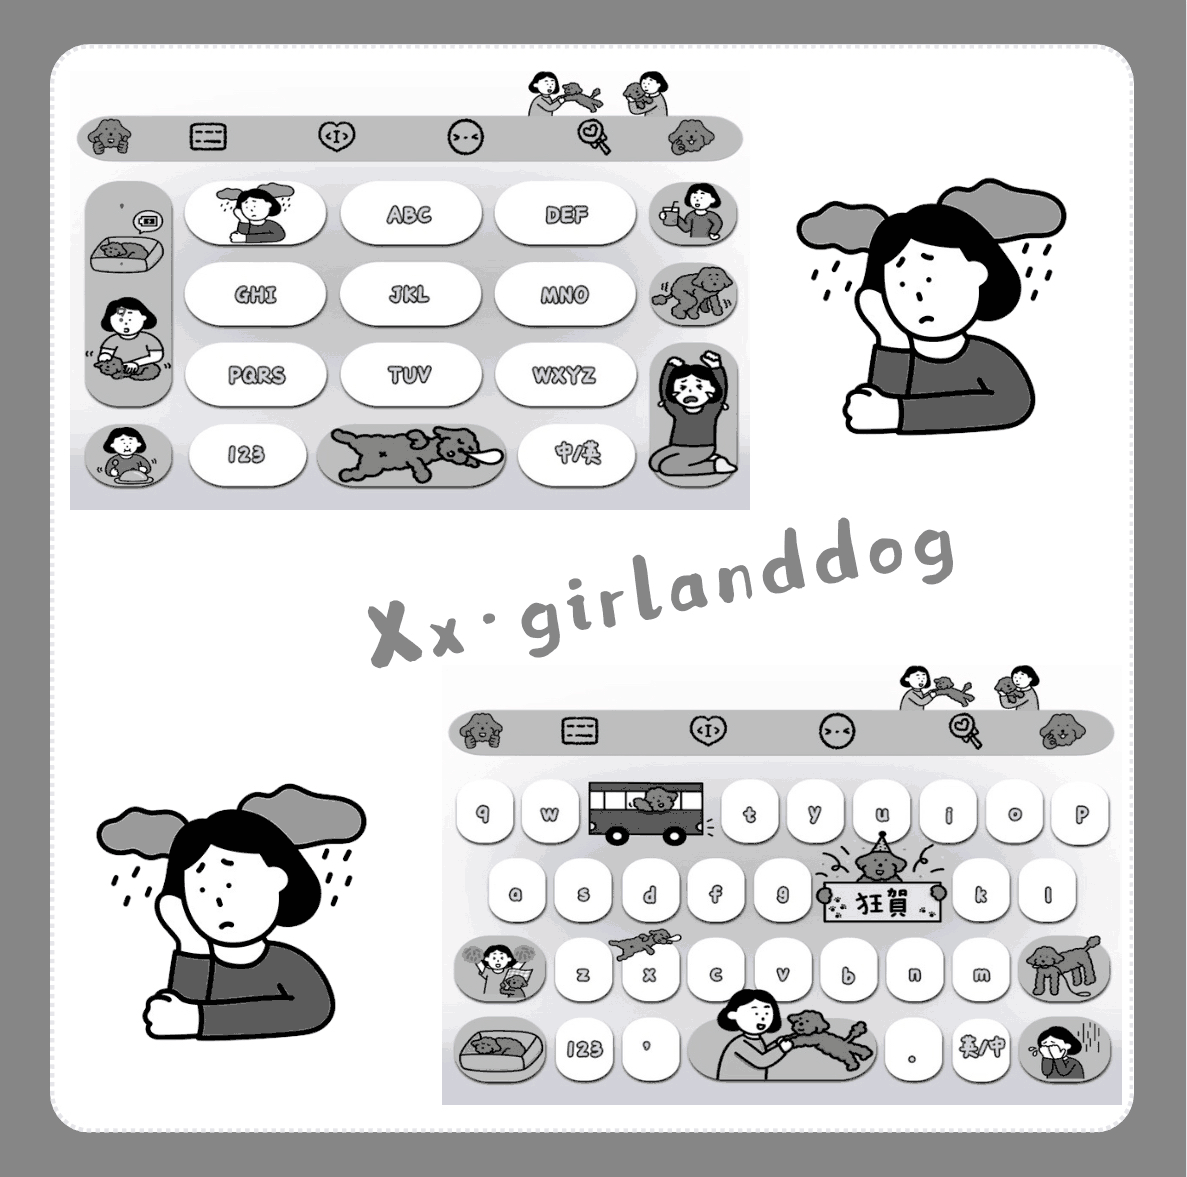 ABC DEF
GHI JKL MNO
PQRS TUV WXYZ
123 中/英
Xx·girlanddog
q w t y u i o p
a s d f g 狂賀 k l
z x c v b n m
123 , 。 英/中